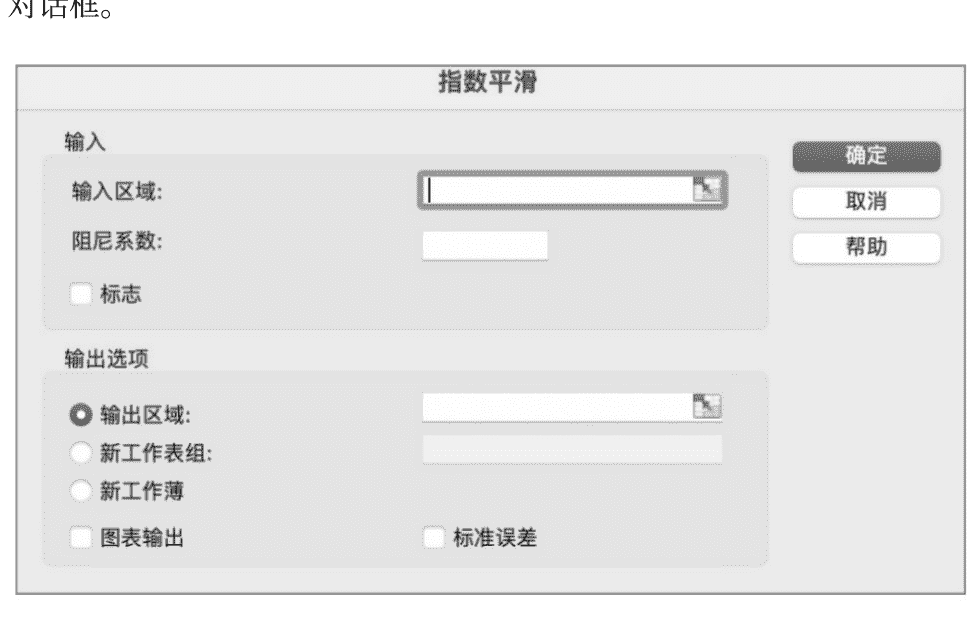 对话框。
指数平滑
输入
输入区域:
阻尼系数:
标志
确定
取消
帮助
输出选项
输出区域:
新工作表组:
新工作薄
图表输出
标准误差